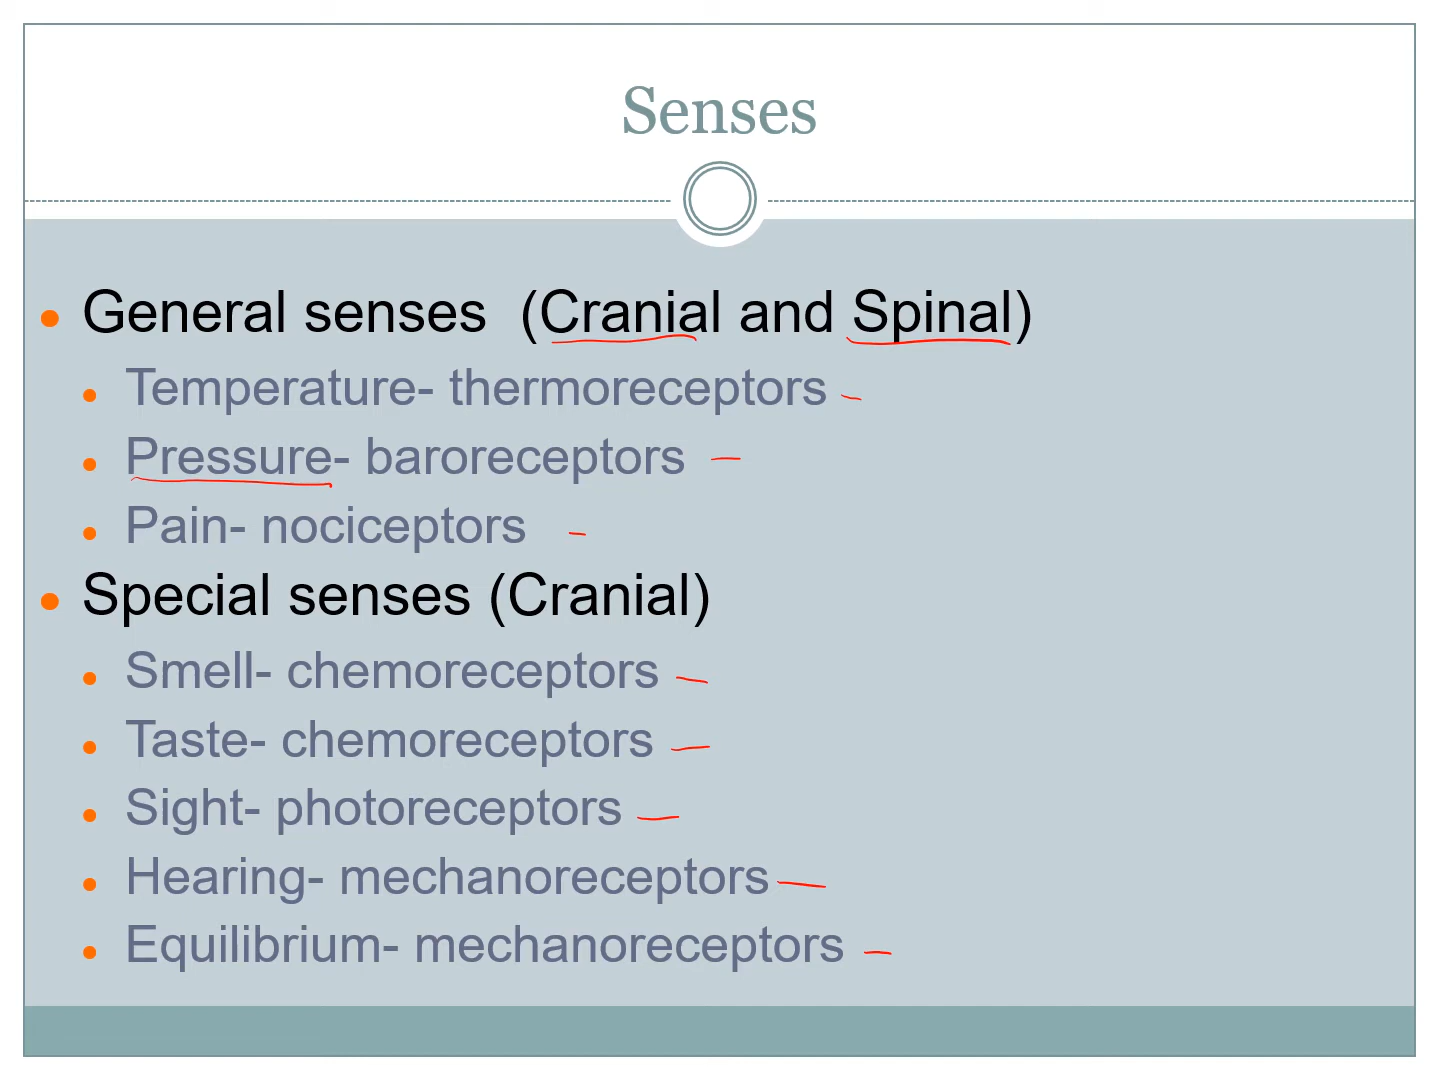 Senses
• General senses  (Cranial and Spinal)
• Temperature- thermoreceptors
• Pressure- baroreceptors
• Pain- nociceptors
• Special senses (Cranial)
• Smell- chemoreceptors
• Taste- chemoreceptors
• Sight- photoreceptors
• Hearing- mechanoreceptors
• Equilibrium- mechanoreceptors